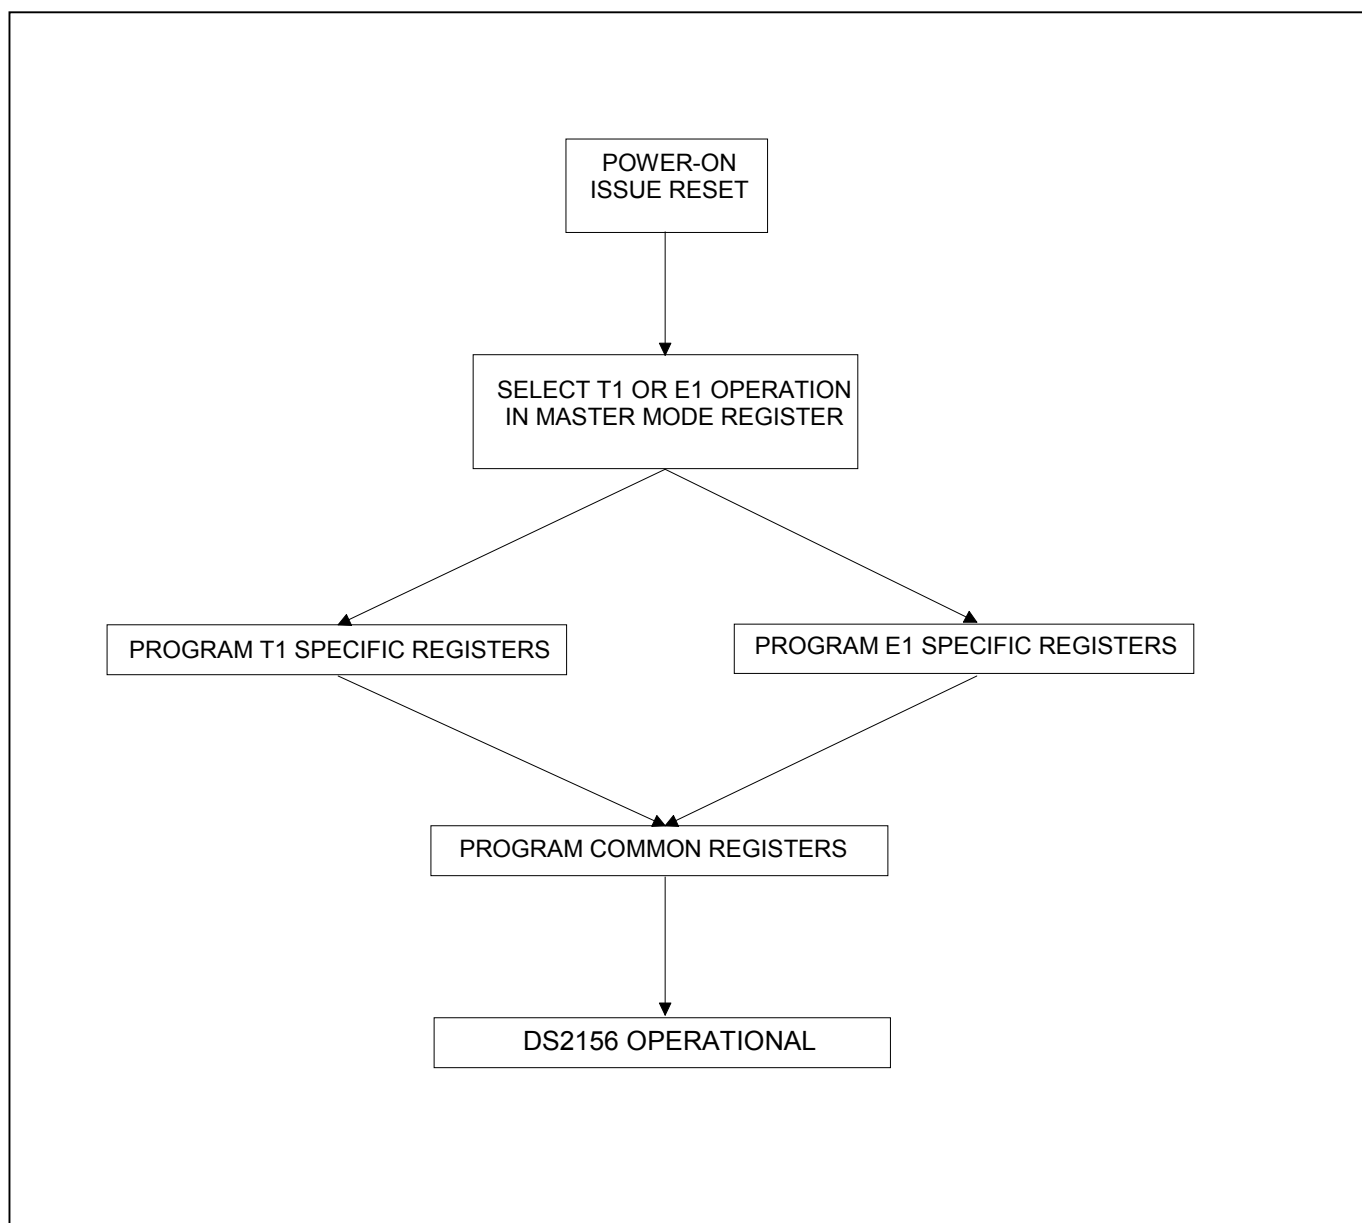 POWER-ON
ISSUE RESET
SELECT T1 OR E1 OPERATION
IN MASTER MODE REGISTER
PROGRAM T1 SPECIFIC REGISTERS
PROGRAM E1 SPECIFIC REGISTERS
PROGRAM COMMON REGISTERS
DS2156 OPERATIONAL